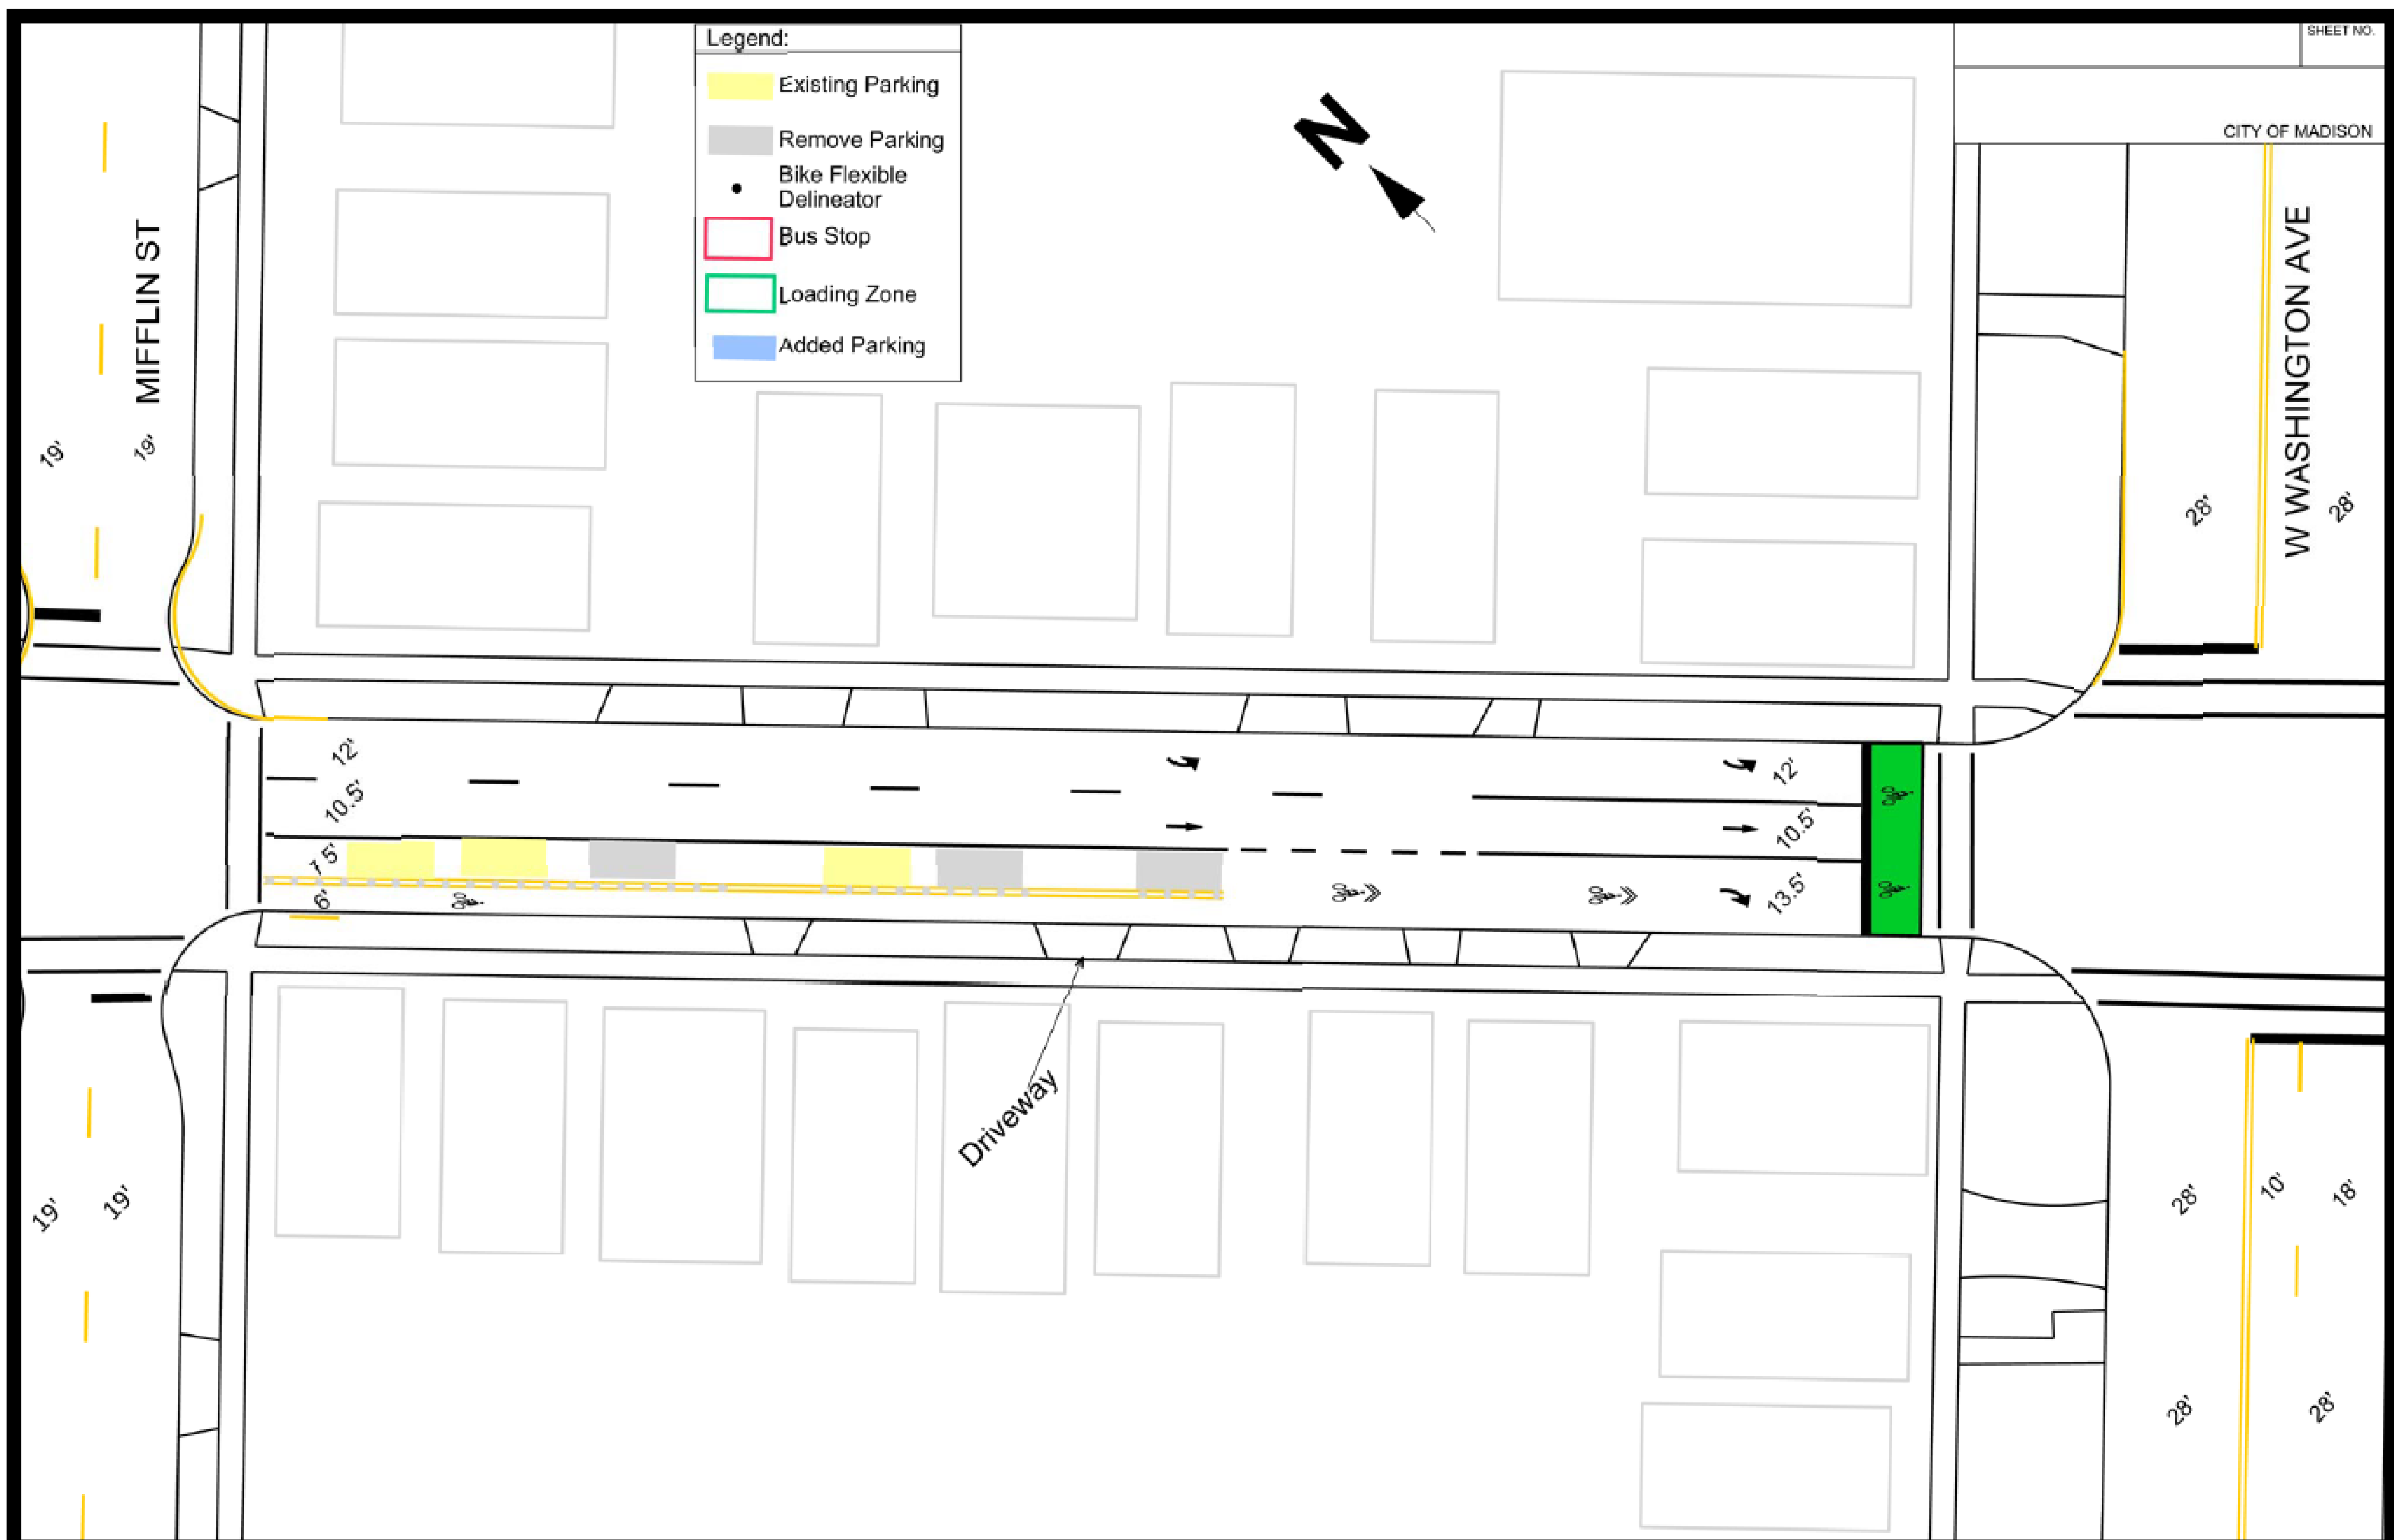 Legend:
Existing Parking
Remove Parking
Bike Flexible
Delineator
Bus Stop
Loading Zone
Added Parking
N
SHEET NO.
CITY OF MADISON
MIFFLIN ST
W WASHINGTON AVE
19'
19'
28'
28'
12'
10.5'
7.5'
6'
12'
10.5'
13.5'
Driveway
19'
19'
28'
10'
18'
28'
28'